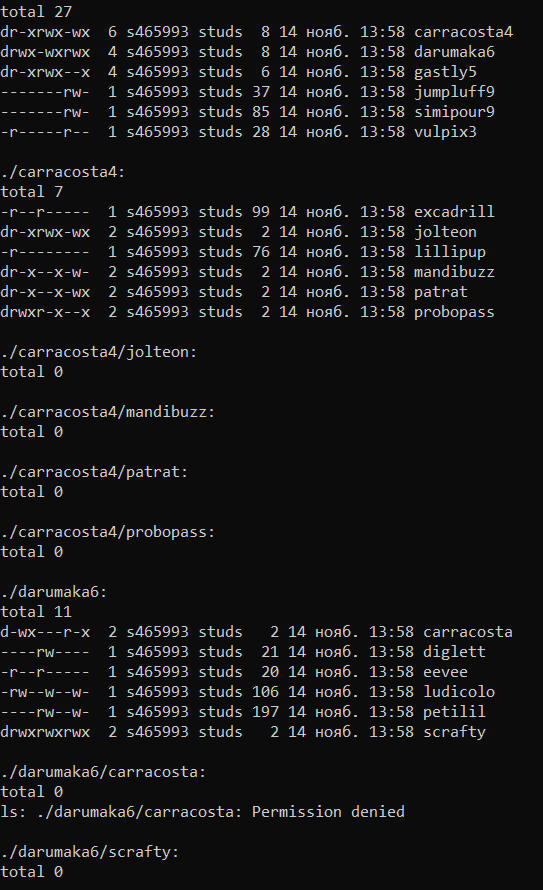 total 27
dr-xrwx-wx  6 s465993 studs  8 14 нояб. 13:58 carracosta4
drwx-wxrwx  4 s465993 studs  8 14 нояб. 13:58 darumaka6
dr-xrwx--x  4 s465993 studs  6 14 нояб. 13:58 gastly5
-------rw-  1 s465993 studs 37 14 нояб. 13:58 jumpluff9
-------rw-  1 s465993 studs 85 14 нояб. 13:58 simipour9
-r-----r--  1 s465993 studs 28 14 нояб. 13:58 vulpix3

./carracosta4:
total 7
-r--r-----  1 s465993 studs 99 14 нояб. 13:58 excadrill
dr-xrwx-wx  2 s465993 studs  2 14 нояб. 13:58 jolteon
-r--------  1 s465993 studs 76 14 нояб. 13:58 lillipup
dr-x--x-w-  2 s465993 studs  2 14 нояб. 13:58 mandibuzz
dr-x--x-wx  2 s465993 studs  2 14 нояб. 13:58 patrat
drwxr-x--x  2 s465993 studs  2 14 нояб. 13:58 probopass

./carracosta4/jolteon:
total 0

./carracosta4/mandibuzz:
total 0

./carracosta4/patrat:
total 0

./carracosta4/probopass:
total 0

./darumaka6:
total 11
d-wx---r-x  2 s465993 studs   2 14 нояб. 13:58 carracosta
----rw----  1 s465993 studs  21 14 нояб. 13:58 diglett
-r--r-----  1 s465993 studs  20 14 нояб. 13:58 eevee
-rw--w--w-  1 s465993 studs 106 14 нояб. 13:58 ludicolo
----rw--w-  1 s465993 studs 197 14 нояб. 13:58 petilil
drwxrwxrwx  2 s465993 studs   2 14 нояб. 13:58 scrafty

./darumaka6/carracosta:
total 0
ls: ./darumaka6/carracosta: Permission denied

./darumaka6/scrafty:
total 0